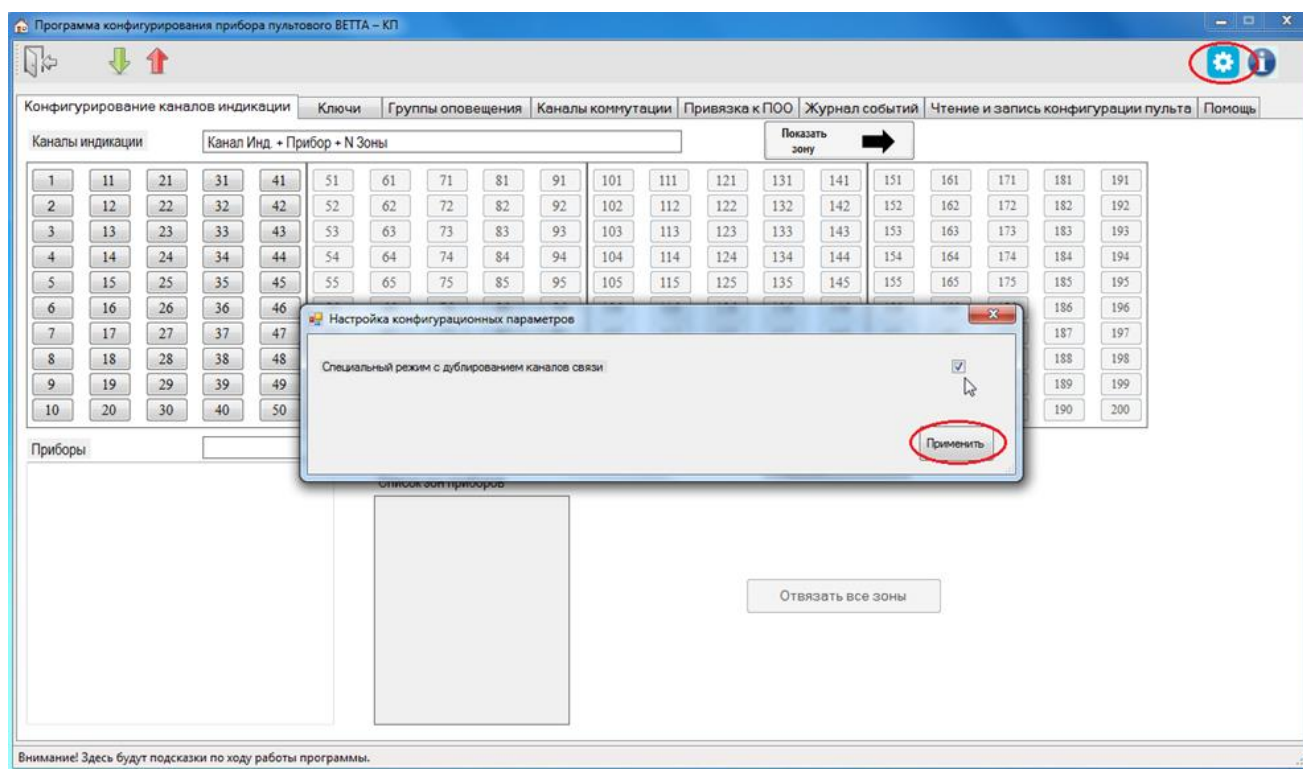 Программа конфигурирования прибора пультового ВЕТТА – КП
Конфигурирование каналов индикации Ключи Группы оповещения Каналы коммутации Привязка к ПОО Журнал событий Чтение и запись конфигурации пульта Помощь
Каналы индикации Канал Инд. + Прибор + N Зоны Показать
зону
1 11 21 31 41 51 61 71 81 91 101 111 121 131 141 151 161 171 181 191
2 12 22 32 42 52 62 72 82 92 102 112 122 132 142 152 162 172 182 192
3 13 23 33 43 53 63 73 83 93 103 113 123 133 143 153 163 173 183 193
4 14 24 34 44 54 64 74 84 94 104 114 124 134 144 154 164 174 184 194
5 15 25 35 45 55 65 75 85 95 105 115 125 135 145 155 165 175 185 195
6 16 26 36 46 186 196
Настройка конфигурационных параметров
7 17 27 37 47 187 197
8 18 28 38 48 188 198
Специальный режим с дублированием каналов связи
9 19 29 39 49 189 199
10 20 30 40 50 190 200
Применить
Приборы
Список зон приборов
Отвязать все зоны
Внимание! Здесь будут подсказки по ходу работы программы.